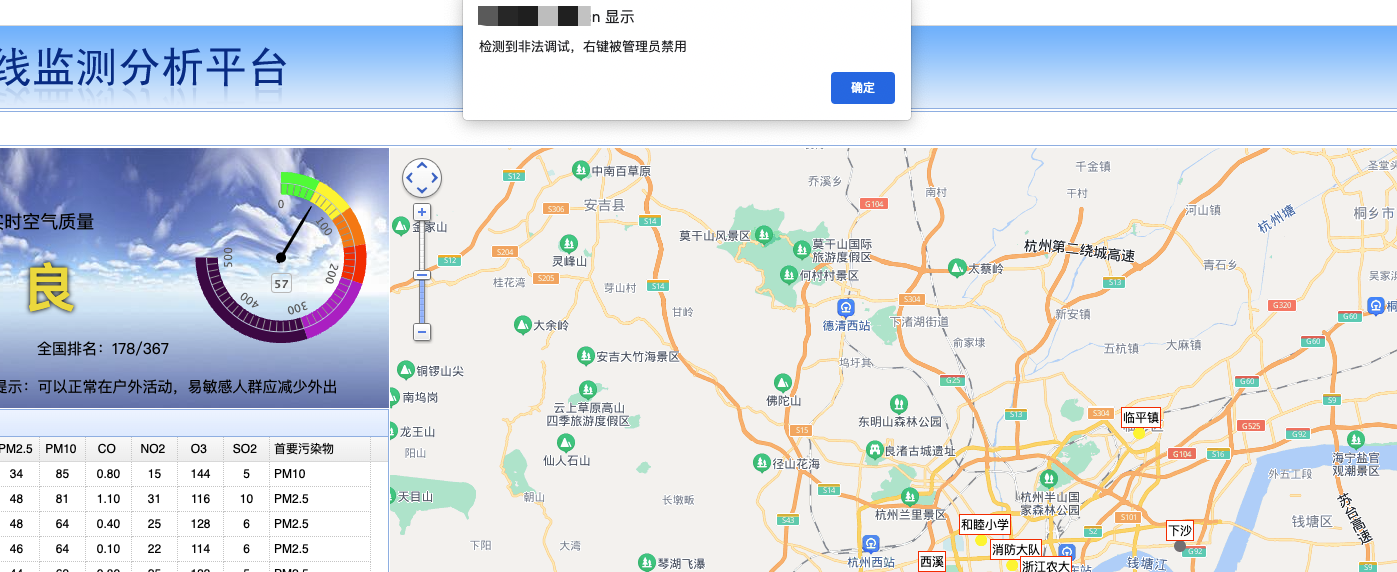 n 显示
检测到非法调试，右键被管理员禁用
确定
线监测分析平台
实时空气质量
良
0
100
200
300
400
500
57
全国排名：178/367
提示：可以正常在户外活动，易敏感人群应减少外出
PM2.5 PM10 CO NO2 O3 SO2 首要污染物
34 85 0.80 15 144 5 PM10
48 81 1.10 31 116 10 PM2.5
48 64 0.40 25 128 6 PM2.5
46 64 0.10 22 114 6 PM2.5
S12
中南百草原
乔溪乡
千金镇
干村
圣堂
南村
安吉县
S306
S14
G104
河山镇
杭州塘
桐乡市
金家山
灵峰山
莫干山风景区
莫干山国际
旅游度假区
杭州第二绕城高速
S12
S204
S205
桂花湾
芽山村
S14
何村村景区
太蔡岭
青石乡
S13
甘岭
S304
G320
G60
大余岭
德清西站
下渚湖街道
新安镇
俞家埭
安吉大竹海景区
坞圩其
五杭镇
大麻镇
G60
铜锣山尖
南坞岗
G25
G60
佛陀山
S9
云上草原高山
四季旅游度假区
东明山森林公园
S13
S304
临平镇
龙王山
S15
G525
G92
阳山
仙人石山
良渚古城遗址
G104
S16
海宁盐官
观潮景区
径山花海
外五工段
天目山
朝山
长墩畈
S14
杭州半山国
家森林公园
杭州兰里景区
苏台高速
S43
和睦小学
S101
下沙
钱塘区
S2
下阳
大湾
消防大队
G92
琴湖飞瀑
杭州西站
西溪
浙江农大
东站
钱塘江
S9